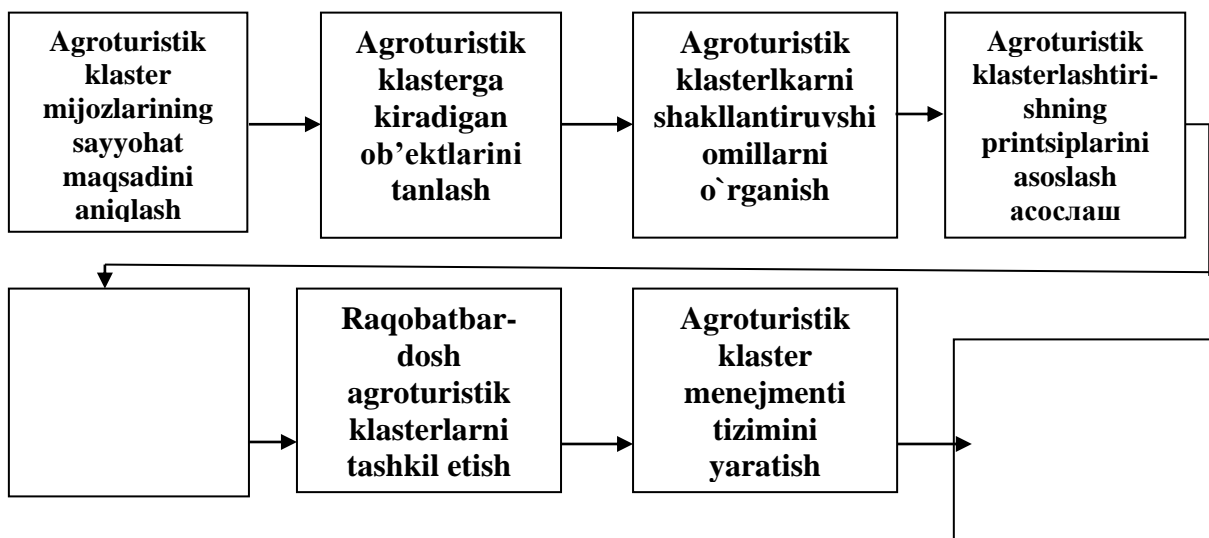 Agroturistik
klaster
mijozlarining
sayyohat
maqsadini
aniqlash
Agroturistik
klasterga
kiradigan
ob’ektlarini
tanlash
Agroturistik
klasterlkarni
shakllantiruvshi
omillarni
o`rganish
Agroturistik
klasterlashtiri-
shning
printsiplarini
asoslash
асослаш
Raqobatbar-
dosh
agroturistik
klasterlarni
tashkil etish
Agroturistik
klaster
menejmenti
tizimini
yaratish